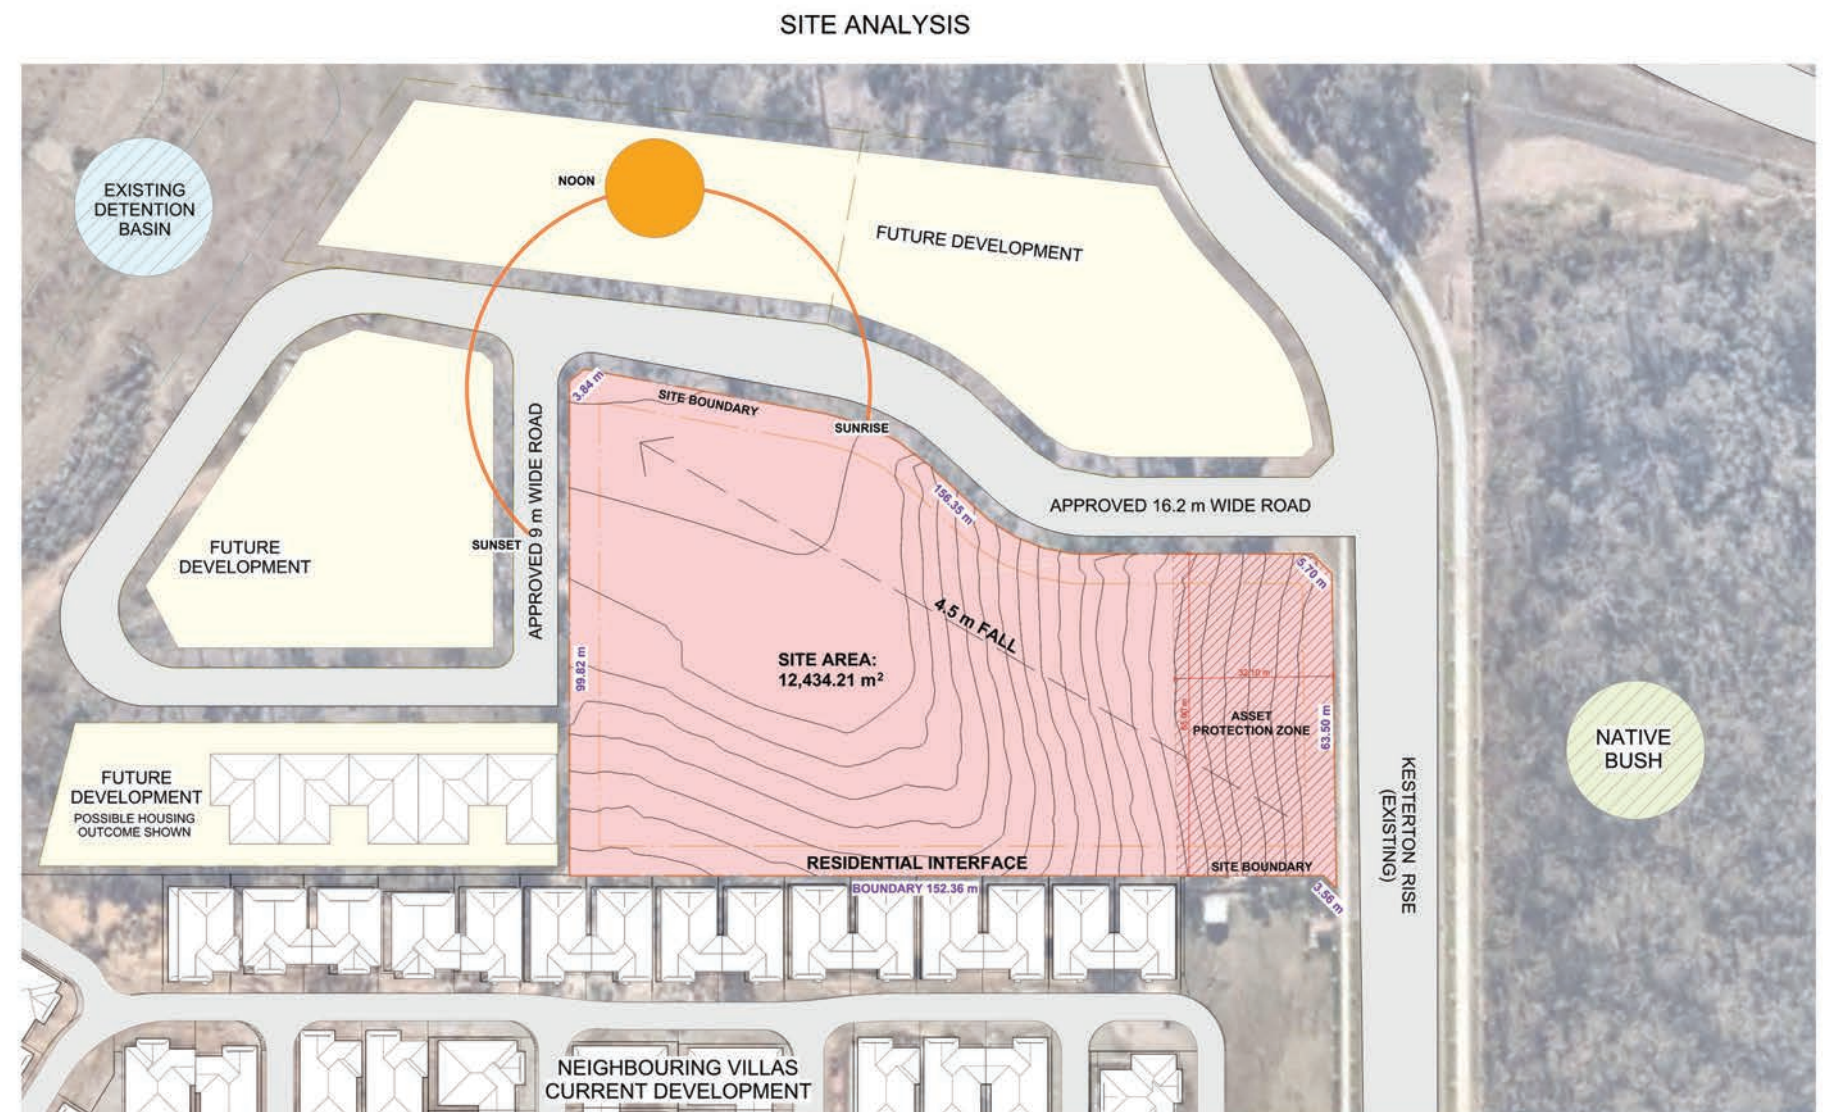 SITE ANALYSIS
EXISTING
DETENTION
BASIN
NOON
FUTURE DEVELOPMENT
3.84 m
SITE BOUNDARY
SUNRISE
APPROVED 9 m WIDE ROAD
156.35 m
APPROVED 16.2 m WIDE ROAD
SUNSET
FUTURE
DEVELOPMENT
5.70 m
4.5 m FALL
99.82 m
SITE AREA:
12,434.21 m²
32.10 m
ASSET
PROTECTION ZONE
63.50 m
NATIVE
BUSH
FUTURE
DEVELOPMENT
POSSIBLE HOUSING
OUTCOME SHOWN
KESTERTON RISE
(EXISTING)
RESIDENTIAL INTERFACE
SITE BOUNDARY
BOUNDARY 152.36 m
3.56 m
NEIGHBOURING VILLAS
CURRENT DEVELOPMENT